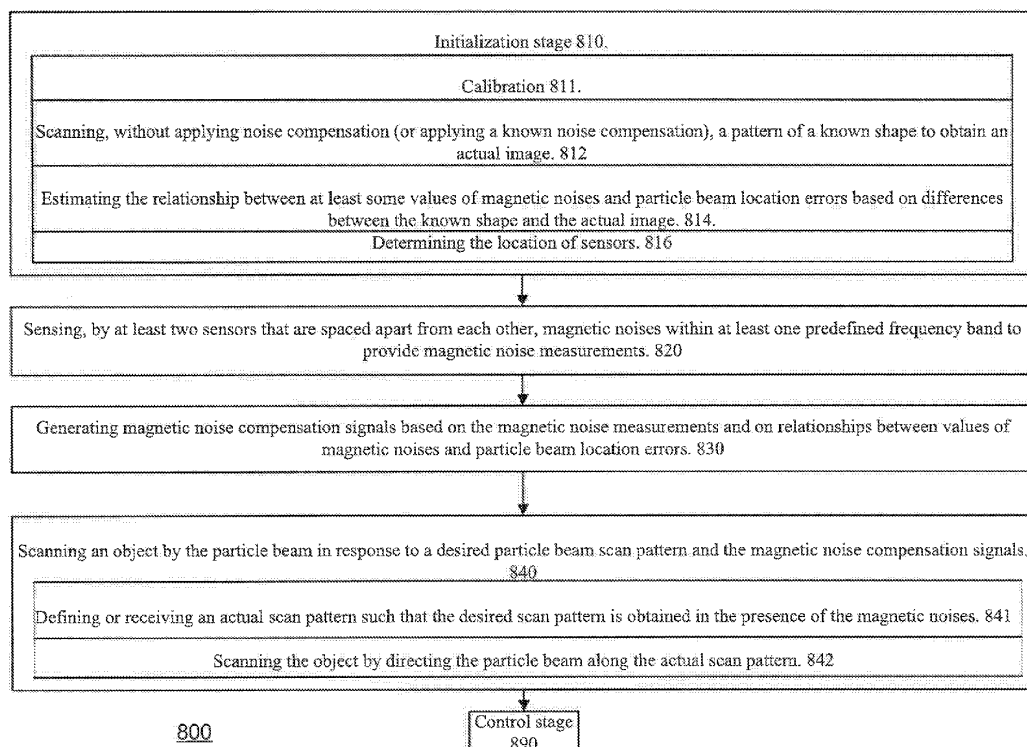 Initialization stage 810.
Calibration 811.
Scanning, without applying noise compensation (or applying a known noise compensation), a pattern of a known shape to obtain an
actual image. 812
Estimating the relationship between at least some values of magnetic noises and particle beam location errors based on differences
between the known shape and the actual image. 814.
Determining the location of sensors. 816
Sensing, by at least two sensors that are spaced apart from each other, magnetic noises within at least one predefined frequency band to
provide magnetic noise measurements. 820
Generating magnetic noise compensation signals based on the magnetic noise measurements and on relationships between values of
magnetic noises and particle beam location errors. 830
Scanning an object by the particle beam in response to a desired particle beam scan pattern and the magnetic noise compensation signals.
840
Defining or receiving an actual scan pattern such that the desired scan pattern is obtained in the presence of the magnetic noises. 841
Scanning the object by directing the particle beam along the actual scan pattern. 842
800
Control stage
890